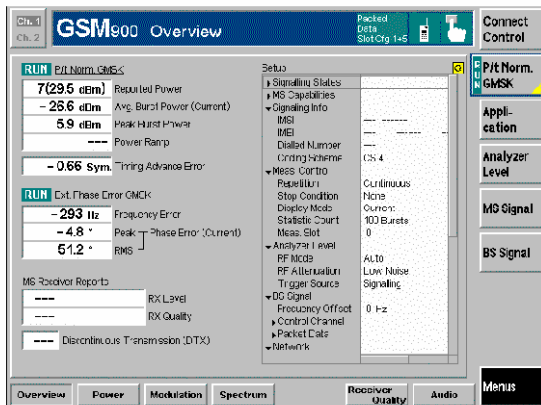 Ch. 1
Ch. 2
GSM900 Overview
Packed
Data
Slot Cfg 1+5
Connect
Control
RUN P/t Norm. GMSK
7(29.5 dBm) Reported Power
- 26.6 dBm Avg. Burst Power (Current)
5.9 dBm Peak Burst Power
--- Power Ramp
- 0.66 Sym. Timing Advance Error
RUN Ext. Phase Error GMSK
- 293 Hz Frequency Error
- 4.8 ° Peak Phase Error (Current)
51.2 ° RMS
MS Receiver Reports
--- RX Level
--- RX Quality
--- Discontinuous Transmission (DTX)
Setup
G
Signalling States
MS Capabilities
Signaling Info
IMSI
IMEI
Dialled Number ---
Coding Scheme CS 4
Meas. Control
Repetition Continuous
Stop Condition None
Display Mode Current
Statistic Count 100 Bursts
Meas. Slot 0
Analyzer Level
RF Mode Auto
RF Attenuation Low Noise
Trigger Source Signaling
BS Signal
Frequency Offset 0 Hz
Control Channel
Packet Data
Network
RUN
P/t Norm.
GMSK
Appli-
cation
Analyzer
Level
MS Signal
BS Signal
Menus
Overview Power Modulation Spectrum Receiver Quality Audio